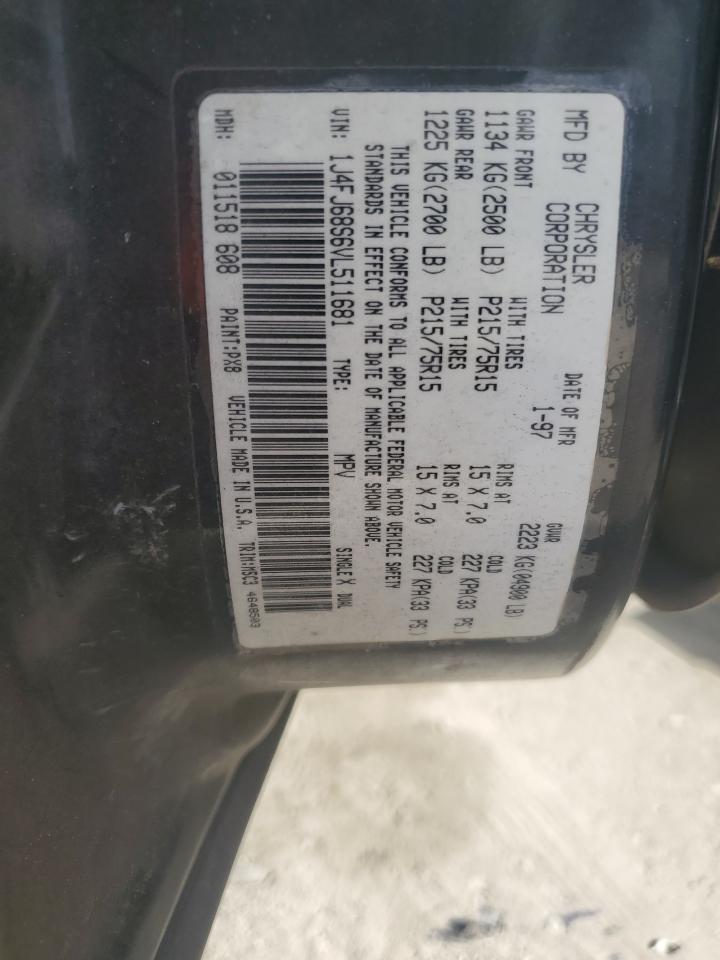 MFD BY CHRYSLER CORPORATION
DATE OF MFR 1-97
GVWR 2223 KG(04900 LB)
GAWR FRONT WITH TIRES RIMS AT COLD
1134 KG(2500 LB) P215/75R15 15 X 7.0 227 KPA(33 PS.)
GAWR REAR WITH TIRES RIMS AT COLD
1225 KG(2700 LB) P215/75R15 15 X 7.0 227 KPA(33 PS.)
THIS VEHICLE CONFORMS TO ALL APPLICABLE FEDERAL MOTOR VEHICLE SAFETY
STANDARDS IN EFFECT ON THE DATE OF MANUFACTURE SHOWN ABOVE.
VIN: 1J4FJ68S6VL511681 TYPE: MPV SINGLE X DUAL
MDH: 011518 608 PAINT:PX8 VEHICLE MADE IN U.S.A. TRIM:MSC3 4648503